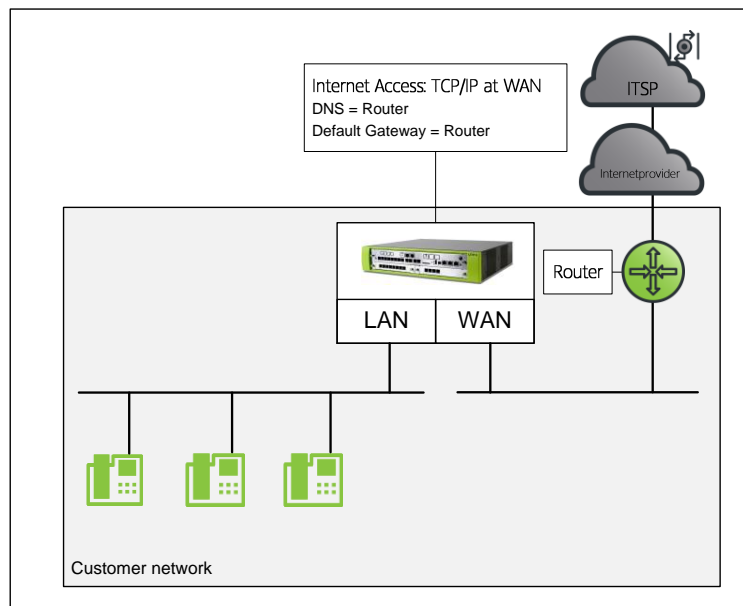 ITSP
Internet Access: TCP/IP at WAN
DNS = Router
Default Gateway = Router
Internetprovider
Router
LAN
WAN
Customer network